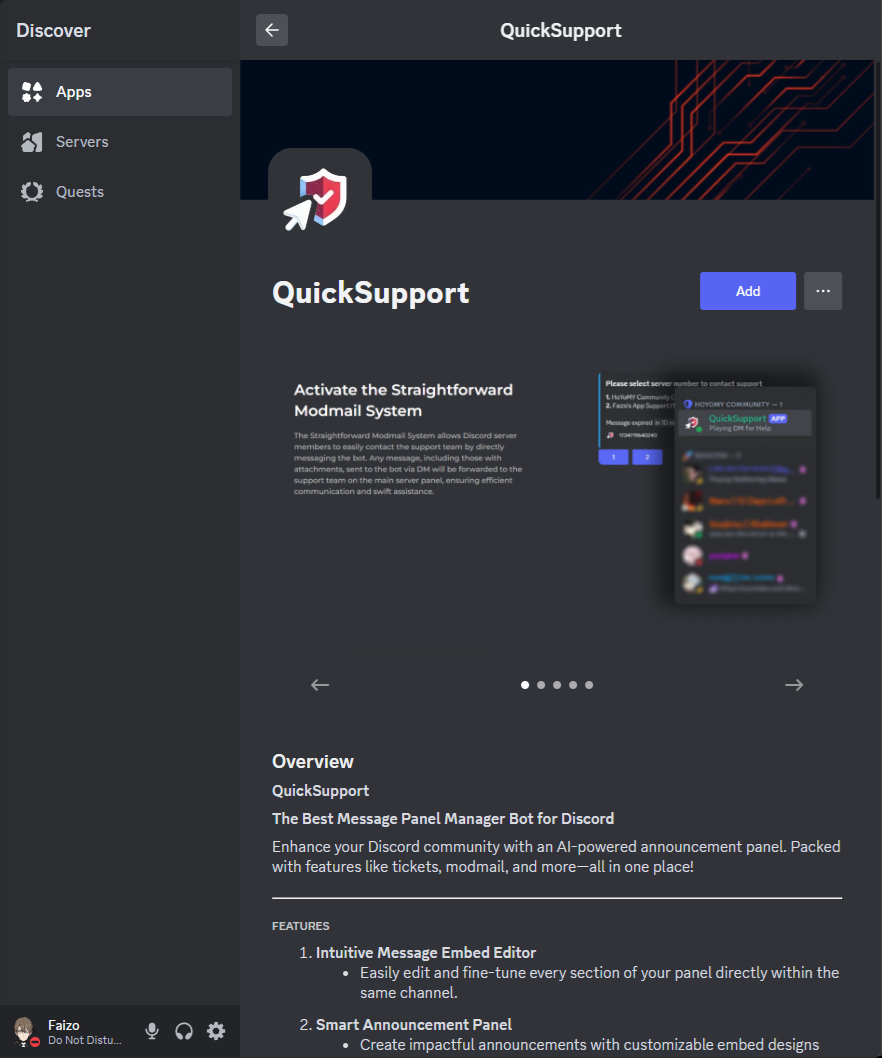 Discover
QuickSupport
Apps
Servers
Quests
QuickSupport
Add
Activate the Straightforward
Modmail System
The Straightforward Modmail System allows Discord server
members to easily contact the support team by directly
messaging the bot. Any message, including those with
attachments, sent to the bot via DM will be forwarded to the
support team on the main server panel, ensuring efficient
communication and swift assistance.
Please select server number to contact support
1. HoYoMY Community
2. Faizo's App Support
Message expired in 10 m
1 2
HOYOMY COMMUNITY — 1
QuickSupport APP
Playing DM for Help
Overview
QuickSupport
The Best Message Panel Manager Bot for Discord
Enhance your Discord community with an AI-powered announcement panel. Packed
with features like tickets, modmail, and more—all in one place!
FEATURES
1. Intuitive Message Embed Editor
• Easily edit and fine-tune every section of your panel directly within the
same channel.
2. Smart Announcement Panel
• Create impactful announcements with customizable embed designs
Faizo
Do Not Distu...